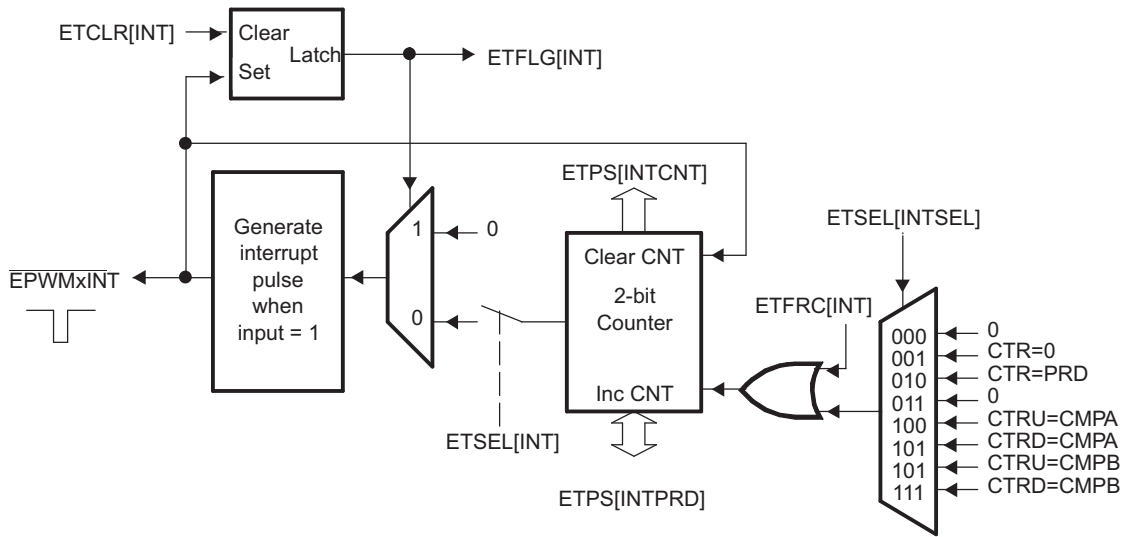 ETCLR[INT]
Clear
Latch
Set
ETFLG[INT]
ETPS[INTCNT]
ETSEL[INTSEL]
Generate
interrupt
pulse
when
input = 1
1
0
0
EPWMxINT
Clear CNT
2-bit
Counter
Inc CNT
ETFRC[INT]
ETSEL[INT]
ETPS[INTPRD]
000
001
010
011
100
101
101
111
0
CTR=0
CTR=PRD
0
CTRU=CMPA
CTRD=CMPA
CTRU=CMPB
CTRD=CMPB